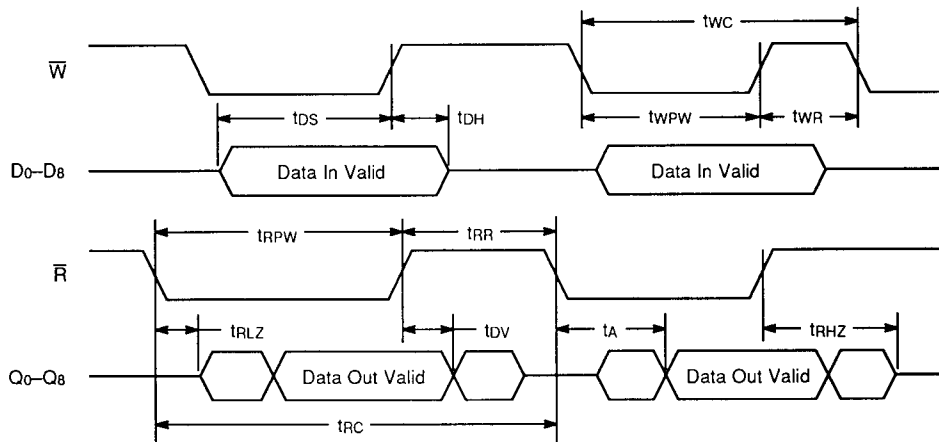 tWC
W̅
tDS
tDH
tWPW
tWR
D0–D8
Data In Valid
Data In Valid
tRPW
tRR
R̅
tRLZ
tDV
tA
tRHZ
Q0–Q8
Data Out Valid
Data Out Valid
tRC